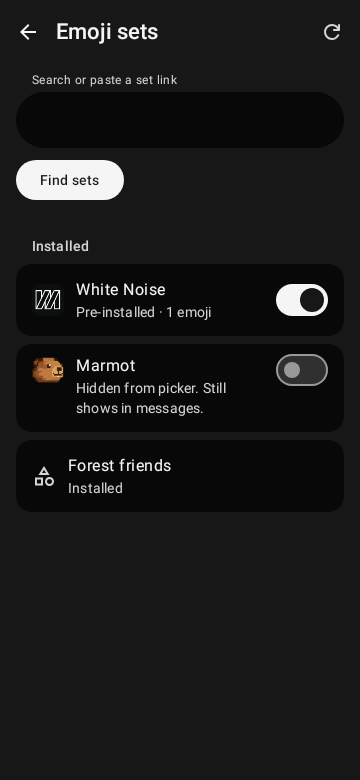 Emoji sets
Search or paste a set link
Find sets
Installed
White Noise
Pre-installed · 1 emoji
Marmot
Hidden from picker. Still
shows in messages.
Forest friends
Installed